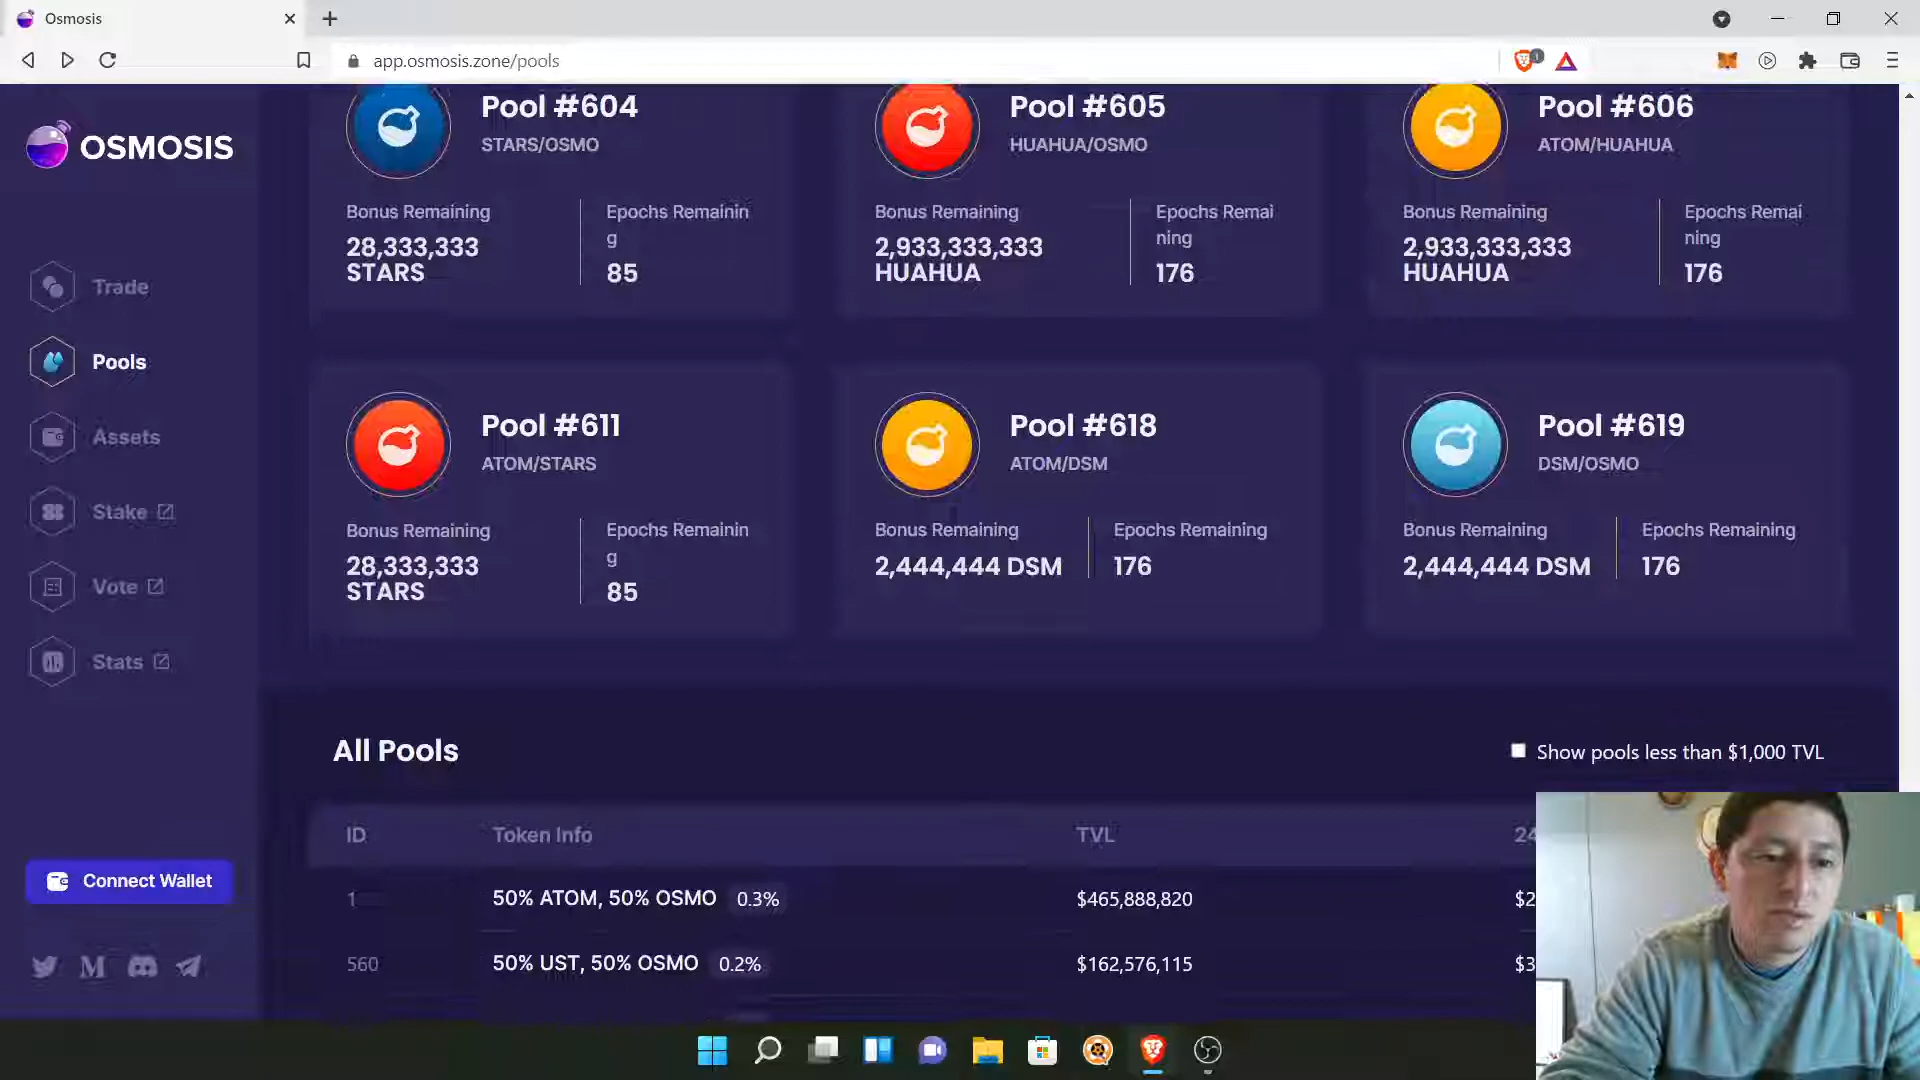 Osmosis
app.osmosis.zone/pools
1
OSMOSIS
Trade
Pools
Assets
Stake
Vote
Stats
Connect Wallet
Pool #604
STARS/OSMO
Bonus Remaining
28,333,333
STARS
Epochs Remainin
g
85
Pool #605
HUAHUA/OSMO
Bonus Remaining
2,933,333,333
HUAHUA
Epochs Remai
ning
176
Pool #606
ATOM/HUAHUA
Bonus Remaining
2,933,333,333
HUAHUA
Epochs Remai
ning
176
Pool #611
ATOM/STARS
Bonus Remaining
28,333,333
STARS
Epochs Remainin
g
85
Pool #618
ATOM/DSM
Bonus Remaining
2,444,444 DSM
Epochs Remaining
176
Pool #619
DSM/OSMO
Bonus Remaining
2,444,444 DSM
Epochs Remaining
176
All Pools
Show pools less than $1,000 TVL
ID Token Info TVL 24
1 50% ATOM, 50% OSMO 0.3% $465,888,820 $2
560 50% UST, 50% OSMO 0.2% $162,576,115 $3